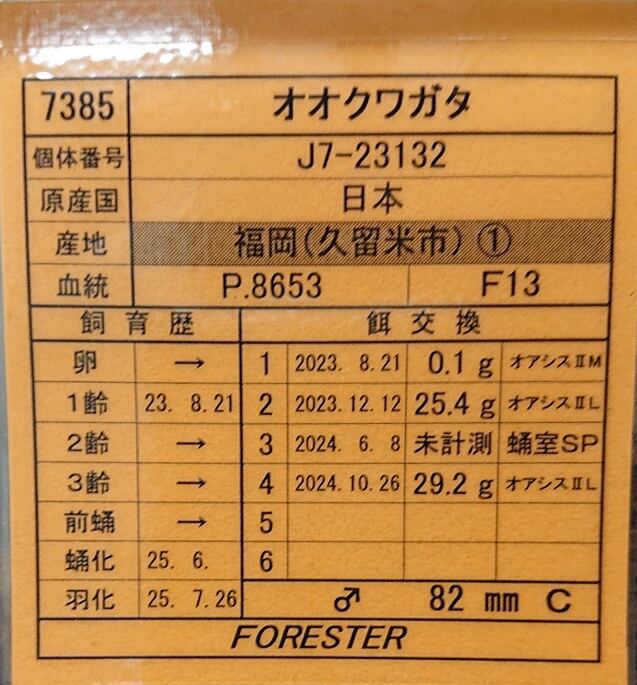 7385 オオクワガタ
個体番号 J7-23132
原産国 日本
産地 福岡(久留米市) ①
血統 P.8653 F13
飼育歴 餌交換
卵 → 1 2023. 8.21 0.1 g オアシスⅡM
1齢 23. 8.21 2 2023.12.12 25.4 g オアシスⅡL
2齢 → 3 2024. 6. 8 未計測 蛹室SP
3齢 → 4 2024.10.26 29.2 g オアシスⅡL
前蛹 → 5
蛹化 25. 6. 6
羽化 25. 7.26 ♂ 82 mm C
FORESTER